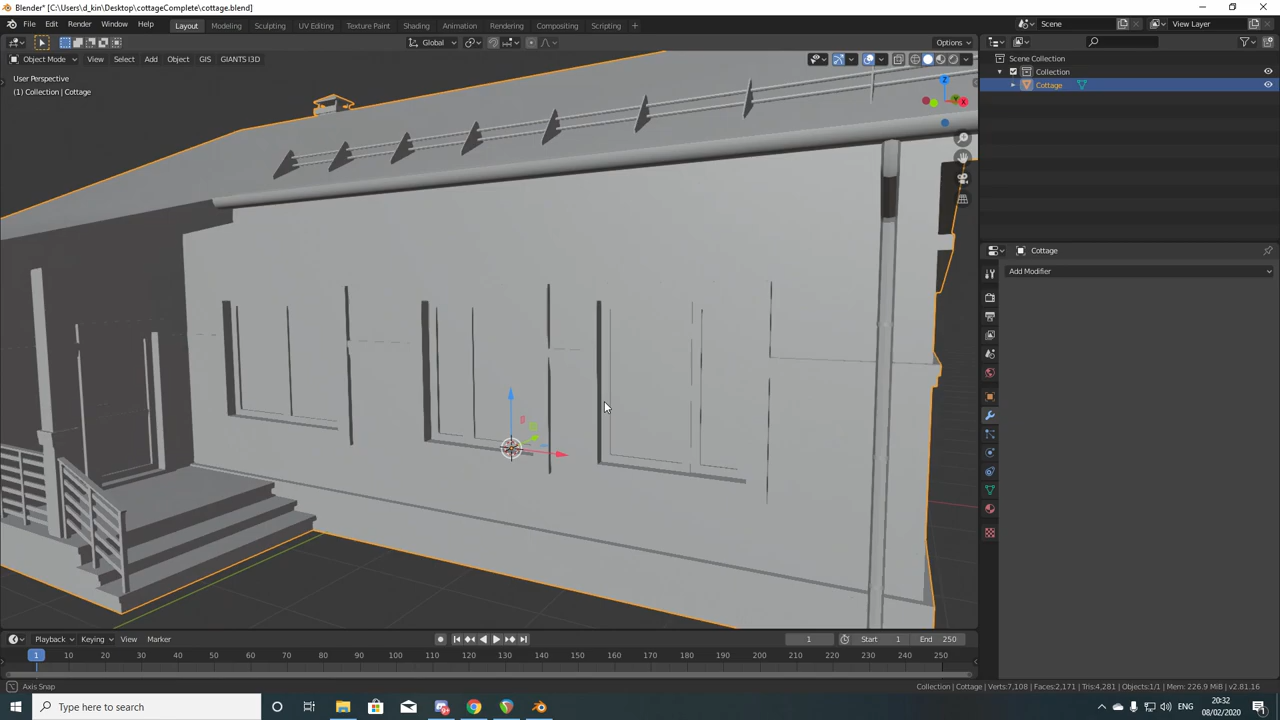 Blender* [C:\Users\d_kin\Desktop\cottageComplete\cottage.blend]
File Edit Render Window Help Layout Modeling Sculpting UV Editing Texture Paint Shading Animation Rendering Compositing Scripting + Scene View Layer
Global Options
Object Mode View Select Add Object GIS GIANTS I3D
User Perspective
(1) Collection | Cottage
Z
X
Scene Collection
Collection
Cottage
Cottage
Add Modifier
Playback Keying View Marker 1 Start 1 End 250
1 10 20 30 40 50 60 70 80 90 100 110 120 130 140 150 160 170 180 190 200 210 220 230 240 250
Axis Snap
Collection | Cottage | Verts:7,108 | Faces:2,171 | Tris:4,281 | Objects:1/1 | Mem: 226.9 MiB | v2.81.16
Type here to search
ENG
20:32
08/02/2020